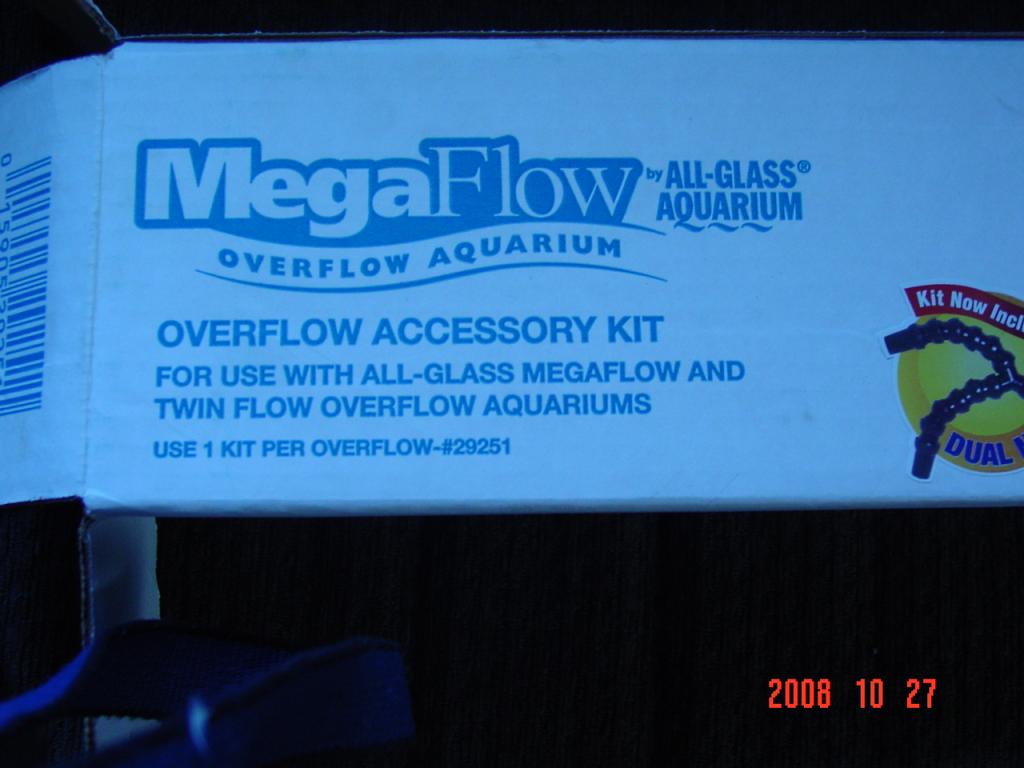 MegaFlow
by ALL-GLASS®
AQUARIUM
OVERFLOW AQUARIUM
OVERFLOW ACCESSORY KIT
FOR USE WITH ALL-GLASS MEGAFLOW AND
TWIN FLOW OVERFLOW AQUARIUMS
USE 1 KIT PER OVERFLOW-#29251
Kit Now
DUAL
2008 10 27